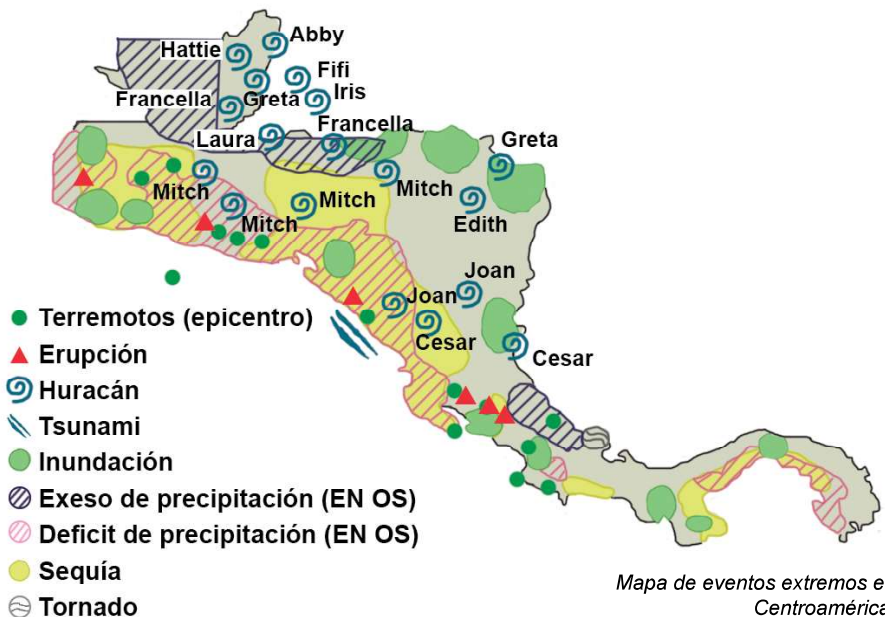 Abby
Hattie
Fifi
Iris
Francella
Greta
Laura
Francella
Greta
Mitch
Mitch
Mitch
Mitch
Edith
Joan
Joan
Cesar
Cesar
Terremotos (epicentro)
Erupción
Huracán
Tsunami
Inundación
Exeso de precipitación (EN OS)
Deficit de precipitación (EN OS)
Sequía
Tornado
Mapa de eventos extremos e
Centroamérica